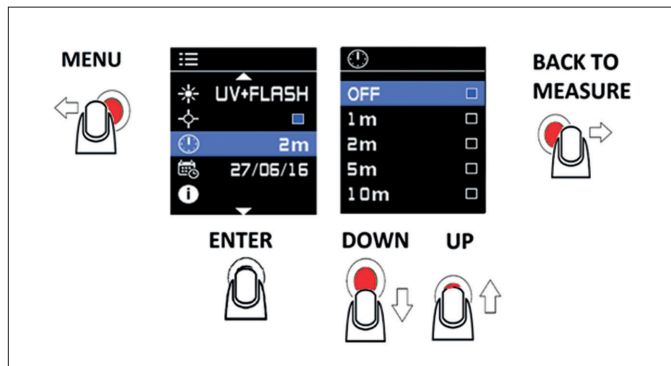 MENU
UV+FLASH
2m
27/06/16
i
OFF
1m
2m
5m
10m
BACK TO
MEASURE
ENTER
DOWN
UP